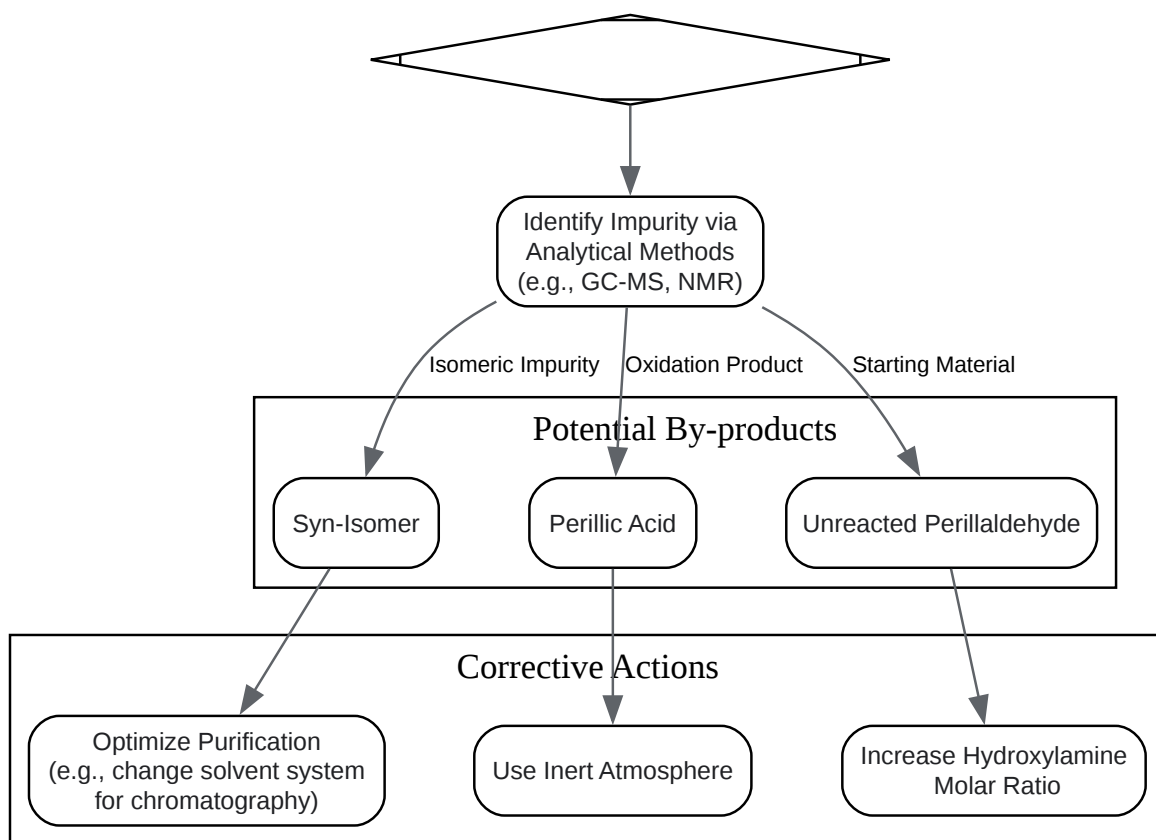 Identify Impurity via
Analytical Methods
(e.g., GC-MS, NMR)
Isomeric Impurity
Oxidation Product
Starting Material
Potential By-products
Syn-Isomer
Perillic Acid
Unreacted Perillaldehyde
Corrective Actions
Optimize Purification
(e.g., change solvent system
for chromatography)
Use Inert Atmosphere
Increase Hydroxylamine
Molar Ratio